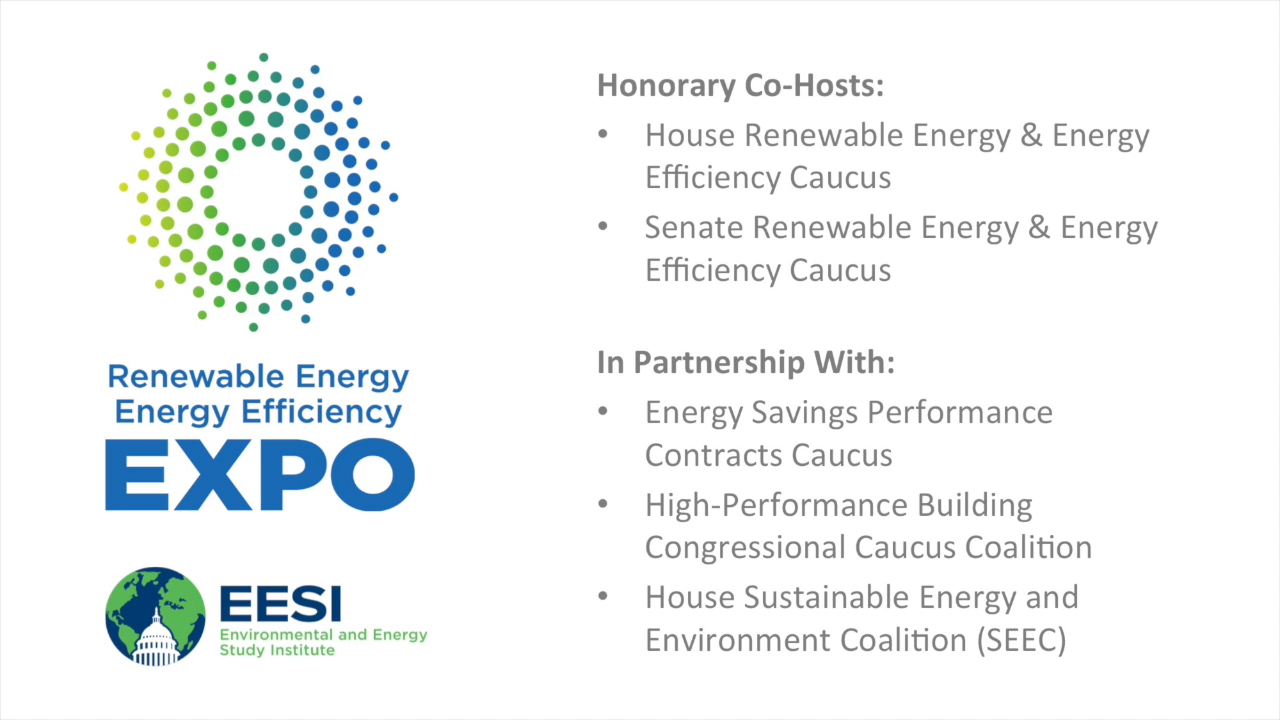 Renewable Energy
Energy Efficiency
EXPO
EESI
Environmental and Energy
Study Institute
Honorary Co-Hosts:
• House Renewable Energy & Energy
Efficiency Caucus
• Senate Renewable Energy & Energy
Efficiency Caucus
In Partnership With:
• Energy Savings Performance
Contracts Caucus
• High-Performance Building
Congressional Caucus Coalition
• House Sustainable Energy and
Environment Coalition (SEEC)